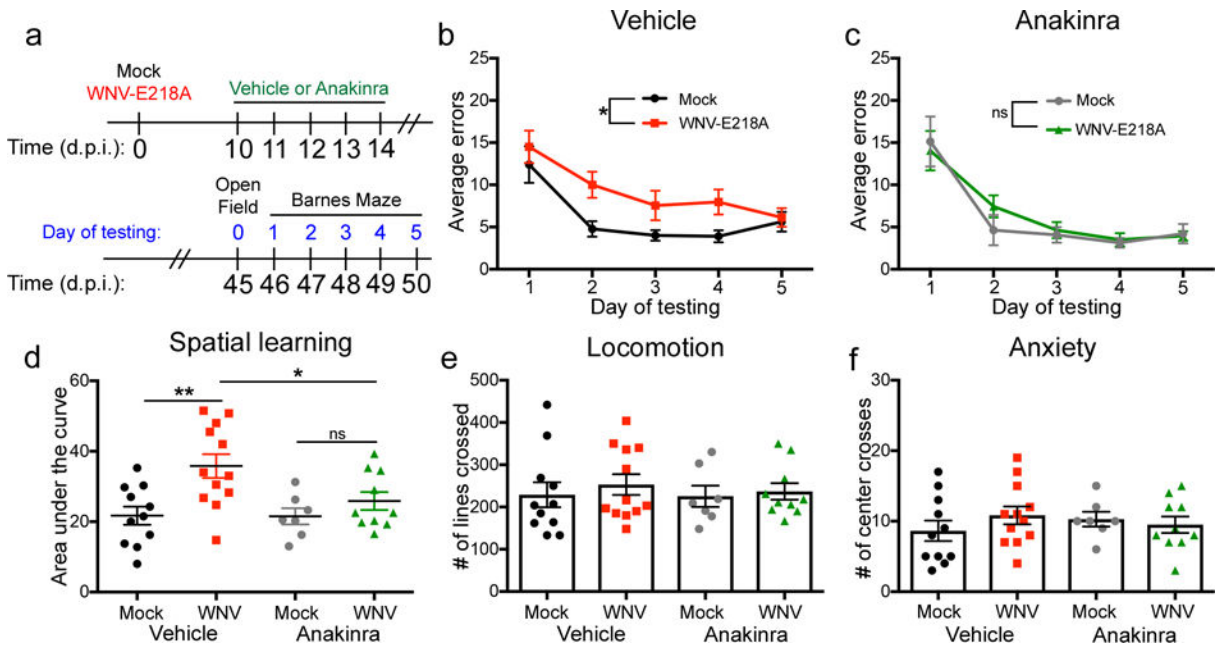 a
Mock
WNV-E218A
Vehicle or Anakinra
Time (d.p.i.): 0 10 11 12 13 14
Open Field
Barnes Maze
Day of testing: 0 1 2 3 4 5
Time (d.p.i.): 45 46 47 48 49 50
b
Vehicle
Average errors
25
20
15
10
5
0
* Mock
WNV-E218A
1 2 3 4 5
Day of testing
c
Anakinra
Average errors
25
20
15
10
5
0
ns Mock
WNV-E218A
1 2 3 4 5
Day of testing
d
Spatial learning
Area under the curve
60
40
20
0
** *
ns
Mock WNV Mock WNV
Vehicle Anakinra
e
Locomotion
# of lines crossed
500
400
300
200
100
0
Mock WNV Mock WNV
Vehicle Anakinra
f
Anxiety
# of center crosses
30
20
10
0
Mock WNV Mock WNV
Vehicle Anakinra